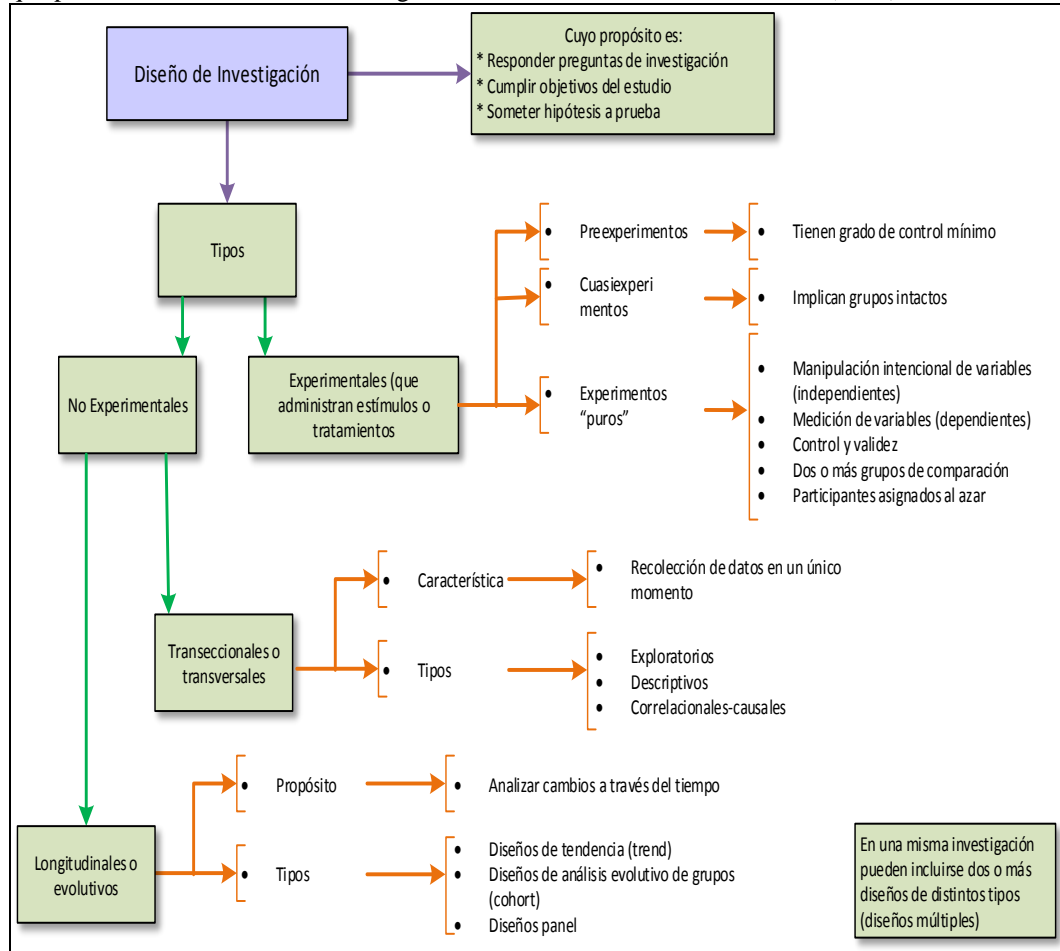 Diseño de Investigación
Cuyo propósito es:
* Responder preguntas de investigación
* Cumplir objetivos del estudio
* Someter hipótesis a prueba
Tipos
No Experimentales
Experimentales (que
administran estímulos o
tratamientos
• Preexperimentos
• Tienen grado de control mínimo
• Cuasiexperi
mentos
• Implican grupos intactos
• Experimentos
“puros”
• Manipulación intencional de variables
(independientes)
• Medición de variables (dependientes)
• Control y validez
• Dos o más grupos de comparación
• Participantes asignados al azar
Transeccionales o
transversales
• Característica
• Recolección de datos en un único
momento
• Tipos
• Exploratorios
• Descriptivos
• Correlacionales-causales
Longitudinales o
evolutivos
• Propósito
• Analizar cambios a través del tiempo
• Tipos
• Diseños de tendencia (trend)
• Diseños de análisis evolutivo de grupos
(cohort)
• Diseños panel
En una misma investigación
pueden incluirse dos o más
diseños de distintos tipos
(diseños múltiples)